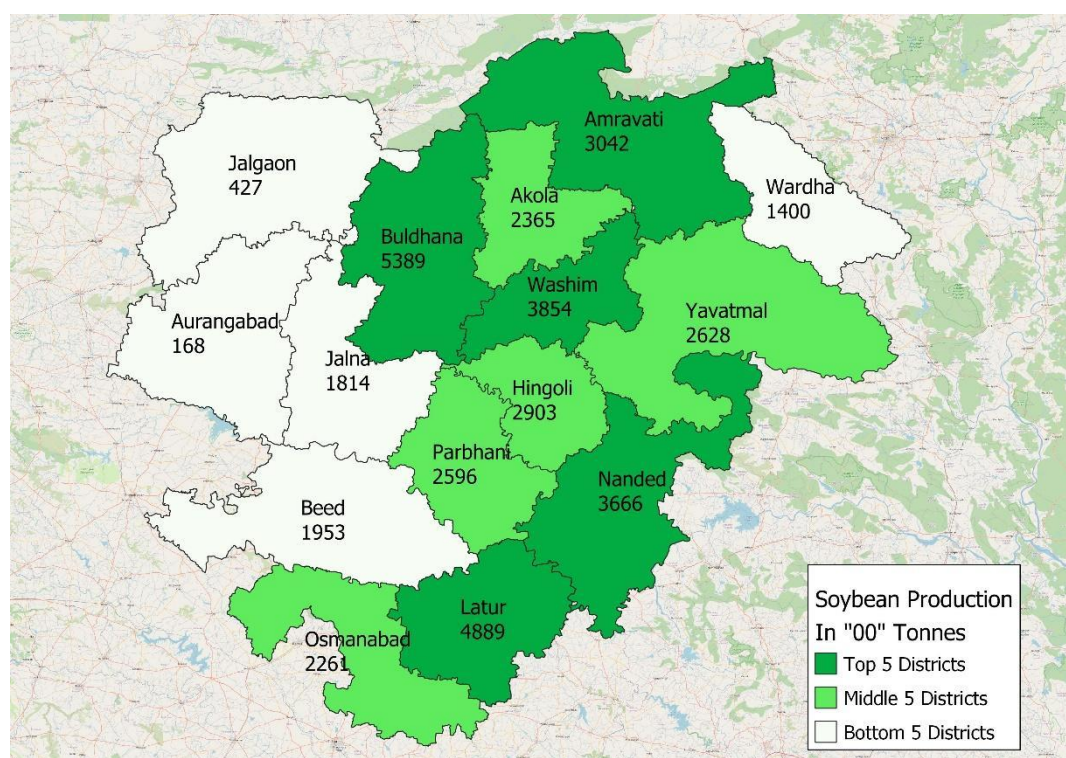 Amravati
3042
Jalgaon
427
Wardha
1400
Akola
2365
Buldhana
5389
Washim
3854
Yavatmal
2628
Aurangabad
168
Jalna
1814
Hingoli
2903
Parbhani
2596
Nanded
3666
Beed
1953
Latur
4889
Osmanabad
2261
Soybean Production
In "00" Tonnes
Top 5 Districts
Middle 5 Districts
Bottom 5 Districts